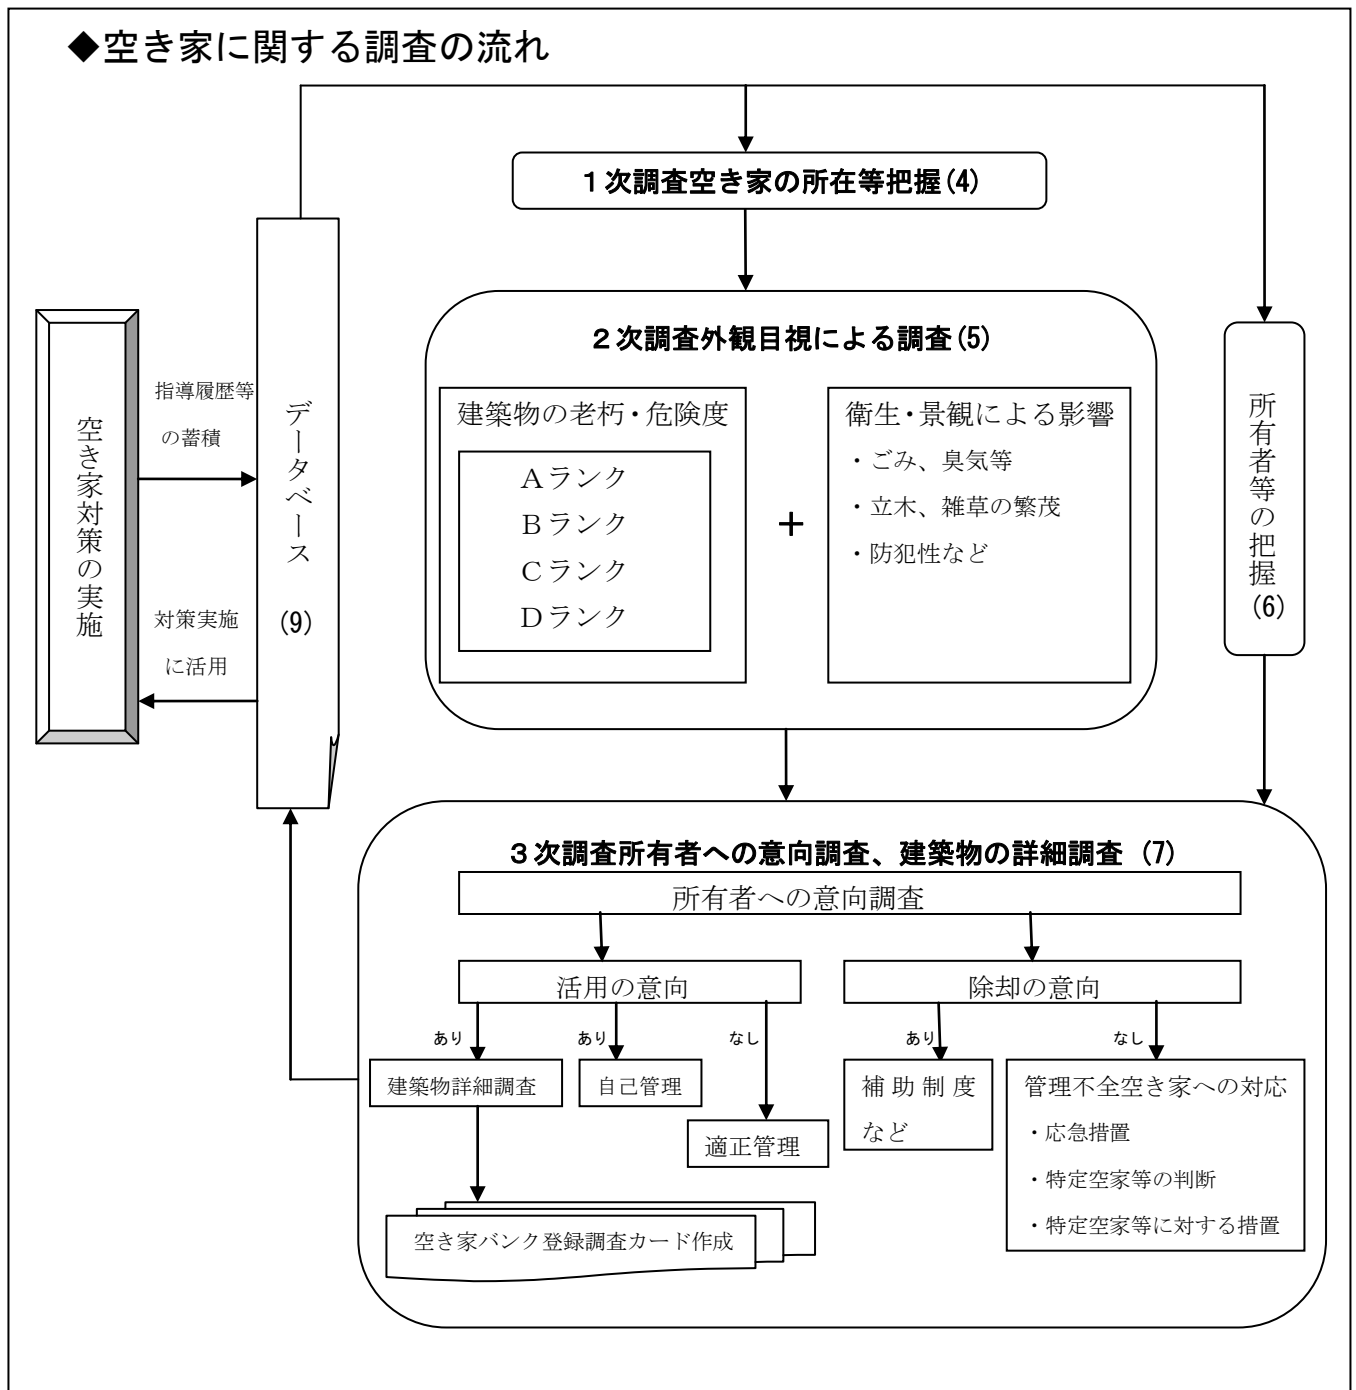 ◆空き家に関する調査の流れ
1次調査空き家の所在等把握(4)
2次調査外観目視による調査(5)
建築物の老朽・危険度
Aランク
Bランク
Cランク
Dランク
+
衛生・景観による影響
・ごみ、臭気等
・立木、雑草の繁茂
・防犯性など
所有者等の把握
(6)
空き家対策の実施
指導履歴等
の蓄積
対策実施
に活用
データベース
(9)
3次調査所有者への意向調査、建築物の詳細調査 (7)
所有者への意向調査
活用の意向
除却の意向
あり
あり
なし
あり
なし
建築物詳細調査
自己管理
適正管理
補助制度
など
管理不全空き家への対応
・応急措置
・特定空家等の判断
・特定空家等に対する措置
空き家バンク登録調査カード作成